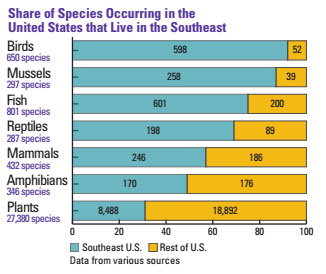 Share of Species Occurring in the
United States that Live in the Southeast
Birds
650 species
598 52
Mussels
297 species
258 39
Fish
801 species
601 200
Reptiles
287 species
198 89
Mammals
432 species
246 186
Amphibians
346 species
170 176
Plants
27,380 species
8,488 18,892
0 20 40 60 80 100
Southeast U.S. Rest of U.S.
Data from various sources